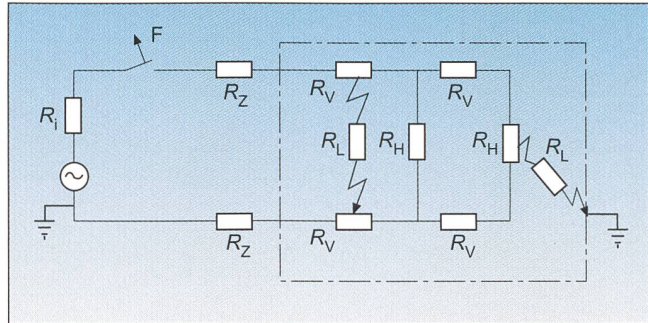 F
R_Z R_V R_V
R_i
R_L R_H R_H R_L
R_Z R_V R_V